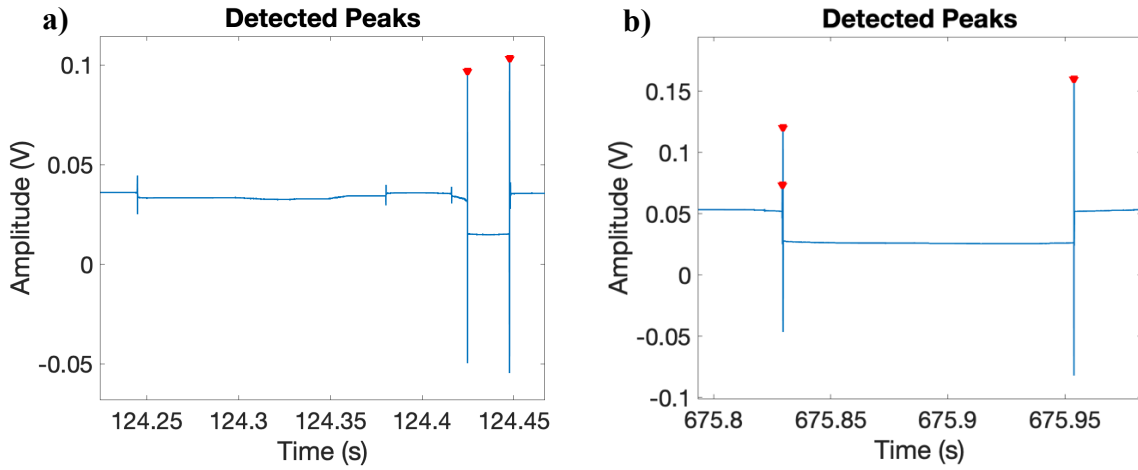 a)
Detected Peaks
0.1
0.05
0
-0.05
Amplitude (V)
124.25 124.3 124.35 124.4 124.45
Time (s)
b)
Detected Peaks
0.15
0.1
0.05
0
-0.05
-0.1
Amplitude (V)
675.8 675.85 675.9 675.95
Time (s)